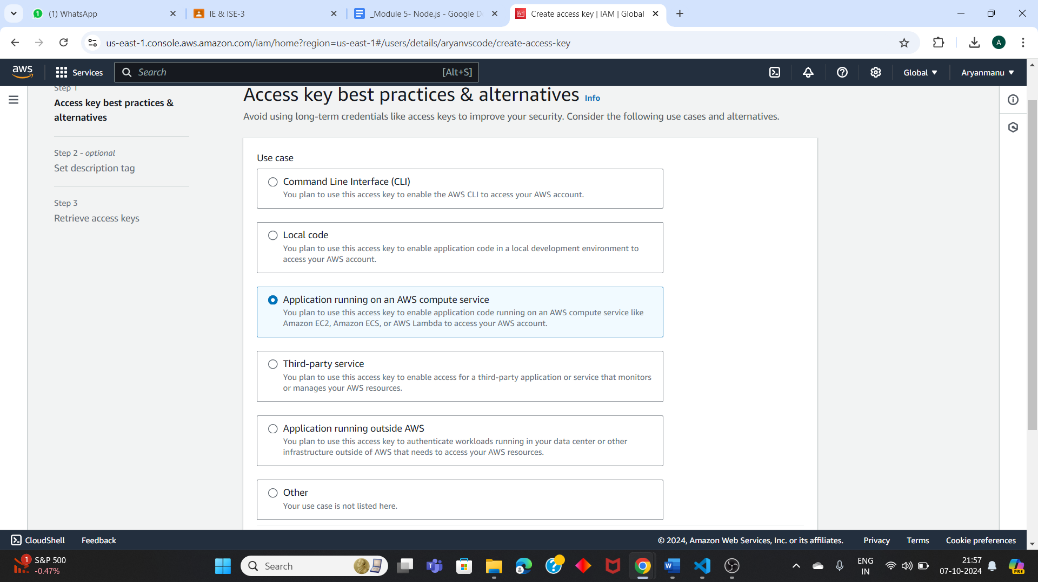 (1) WhatsApp
IE & ISE-3
_Module 5- Node.js - Google D
Create access key | IAM | Global
us-east-1.console.aws.amazon.com/iam/home?region=us-east-1#/users/details/aryanvscode/create-access-key
A
aws
Services
Search
[Alt+S]
Global
Aryanmanu
Step 1
Access key best practices &
alternatives
Step 2 - optional
Set description tag
Step 3
Retrieve access keys
Access key best practices & alternatives Info
Avoid using long-term credentials like access keys to improve your security. Consider the following use cases and alternatives.
Use case
Command Line Interface (CLI)
You plan to use this access key to enable the AWS CLI to access your AWS account.
Local code
You plan to use this access key to enable application code in a local development environment to
access your AWS account.
Application running on an AWS compute service
You plan to use this access key to enable application code running on an AWS compute service like
Amazon EC2, Amazon ECS, or AWS Lambda to access your AWS account.
Third-party service
You plan to use this access key to enable access for a third-party application or service that monitors
or manages your AWS resources.
Application running outside AWS
You plan to use this access key to authenticate workloads running in your data center or other
infrastructure outside of AWS that needs to access your AWS resources.
Other
Your use case is not listed here.
CloudShell
Feedback
© 2024, Amazon Web Services, Inc. or its affiliates.
Privacy
Terms
Cookie preferences
1
S&P 500
-0.47%
Search
ENG
IN
21:57
07-10-2024